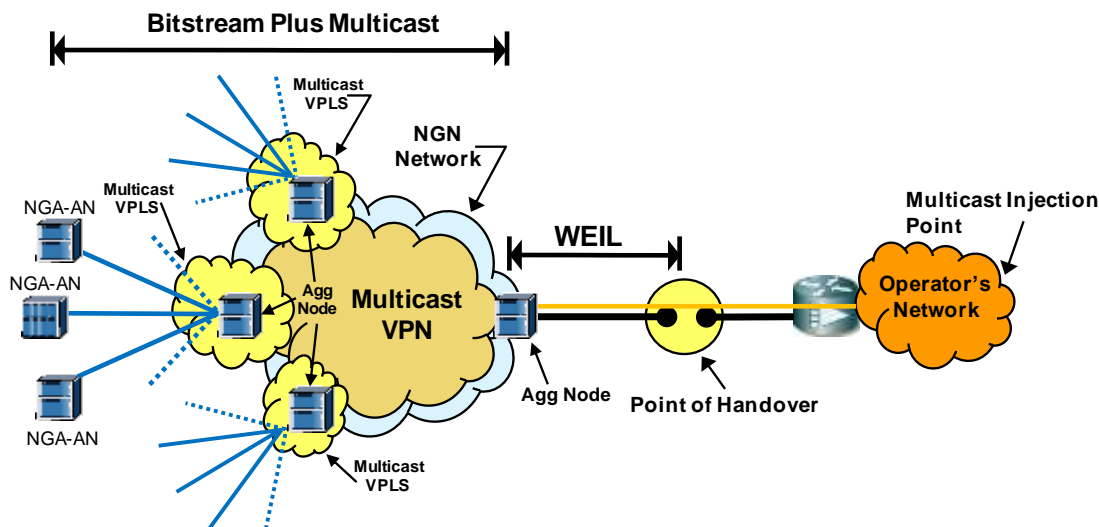 Bitstream Plus Multicast
Multicast
VPLS
NGN
Network
Multicast
VPLS
NGA-AN
NGA-AN
NGA-AN
Agg
Node
Multicast
VPN
WEIL
Agg Node
Point of Handover
Multicast Injection
Point
Operator's
Network
Multicast
VPLS